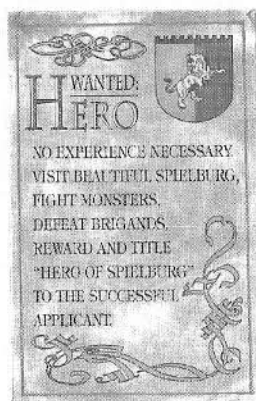 WANTED:
HERO
NO EXPERIENCE NECESSARY.
VISIT BEAUTIFUL SPIELBURG,
FIGHT MONSTERS,
DEFEAT BRIGANDS.
REWARD AND TITLE
"HERO OF SPIELBURG"
TO THE SUCCESSFUL
APPLICANT.